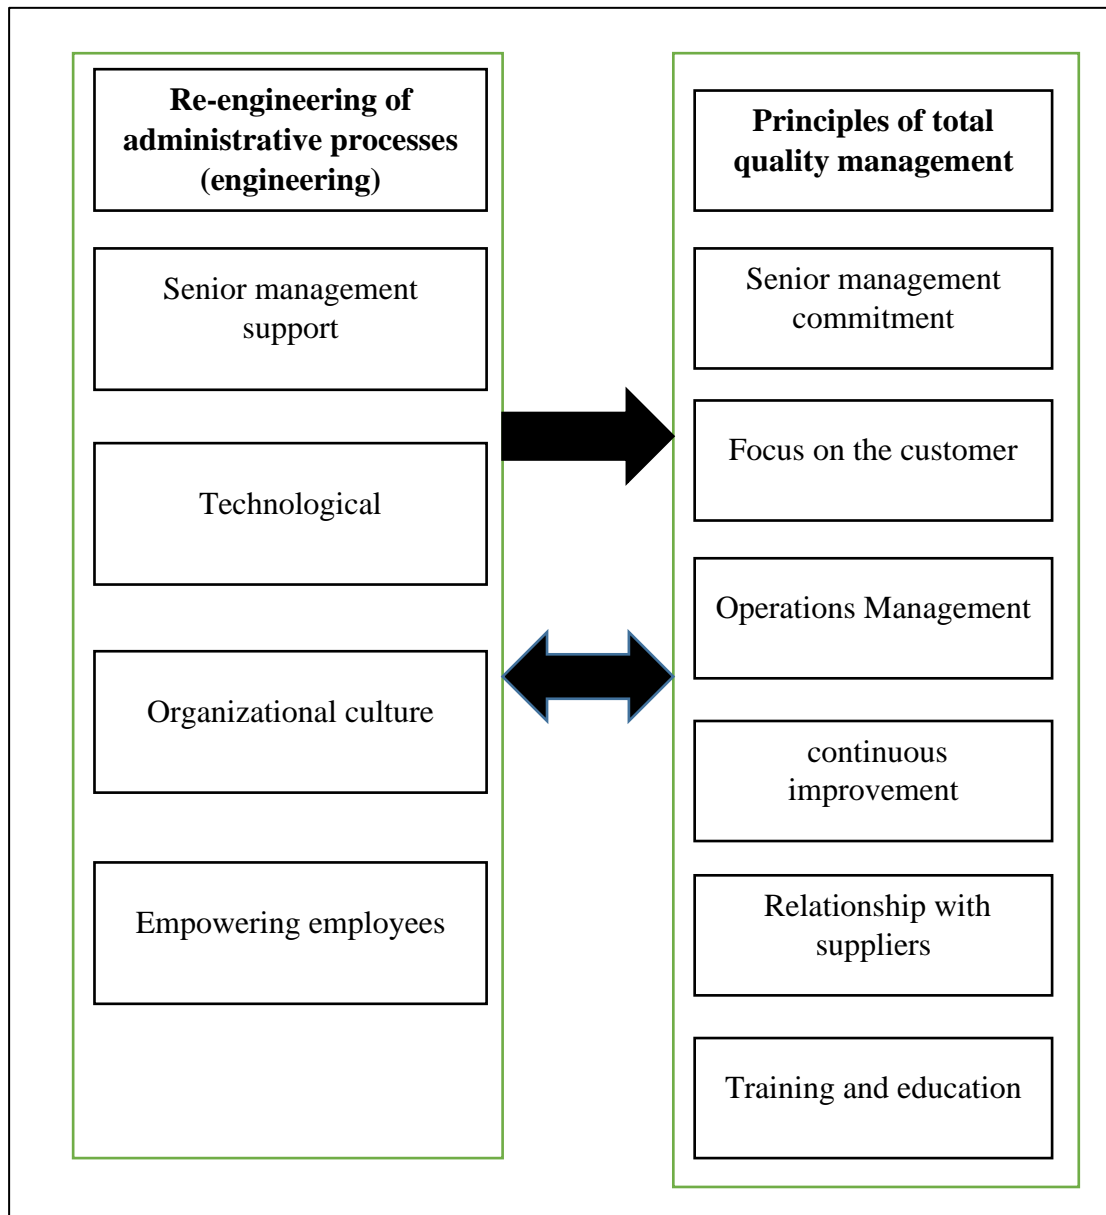 Re-engineering of
administrative processes
(engineering)
Senior management
support
Technological
Organizational culture
Empowering employees
Principles of total
quality management
Senior management
commitment
Focus on the customer
Operations Management
continuous
improvement
Relationship with
suppliers
Training and education